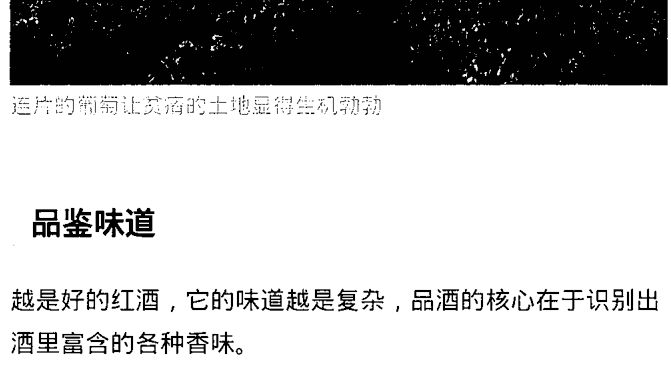 连片的葡萄让贫瘠的土地显得生机勃勃
品鉴味道
越是好的红酒，它的味道越是复杂，品酒的核心在于识别出
酒里富含的各种香味。